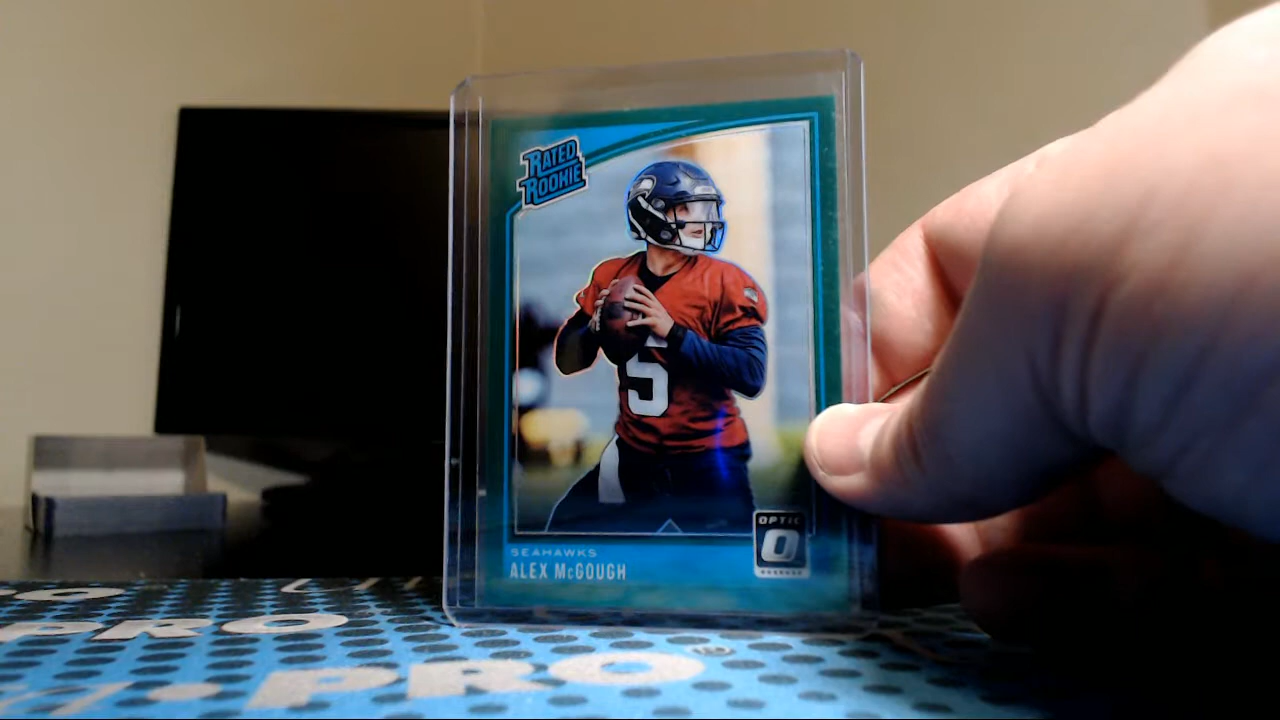 RATED
ROOKIE
5
OPTIC
O
SEAHAWKS
ALEX McGOUGH
PRO
PRO